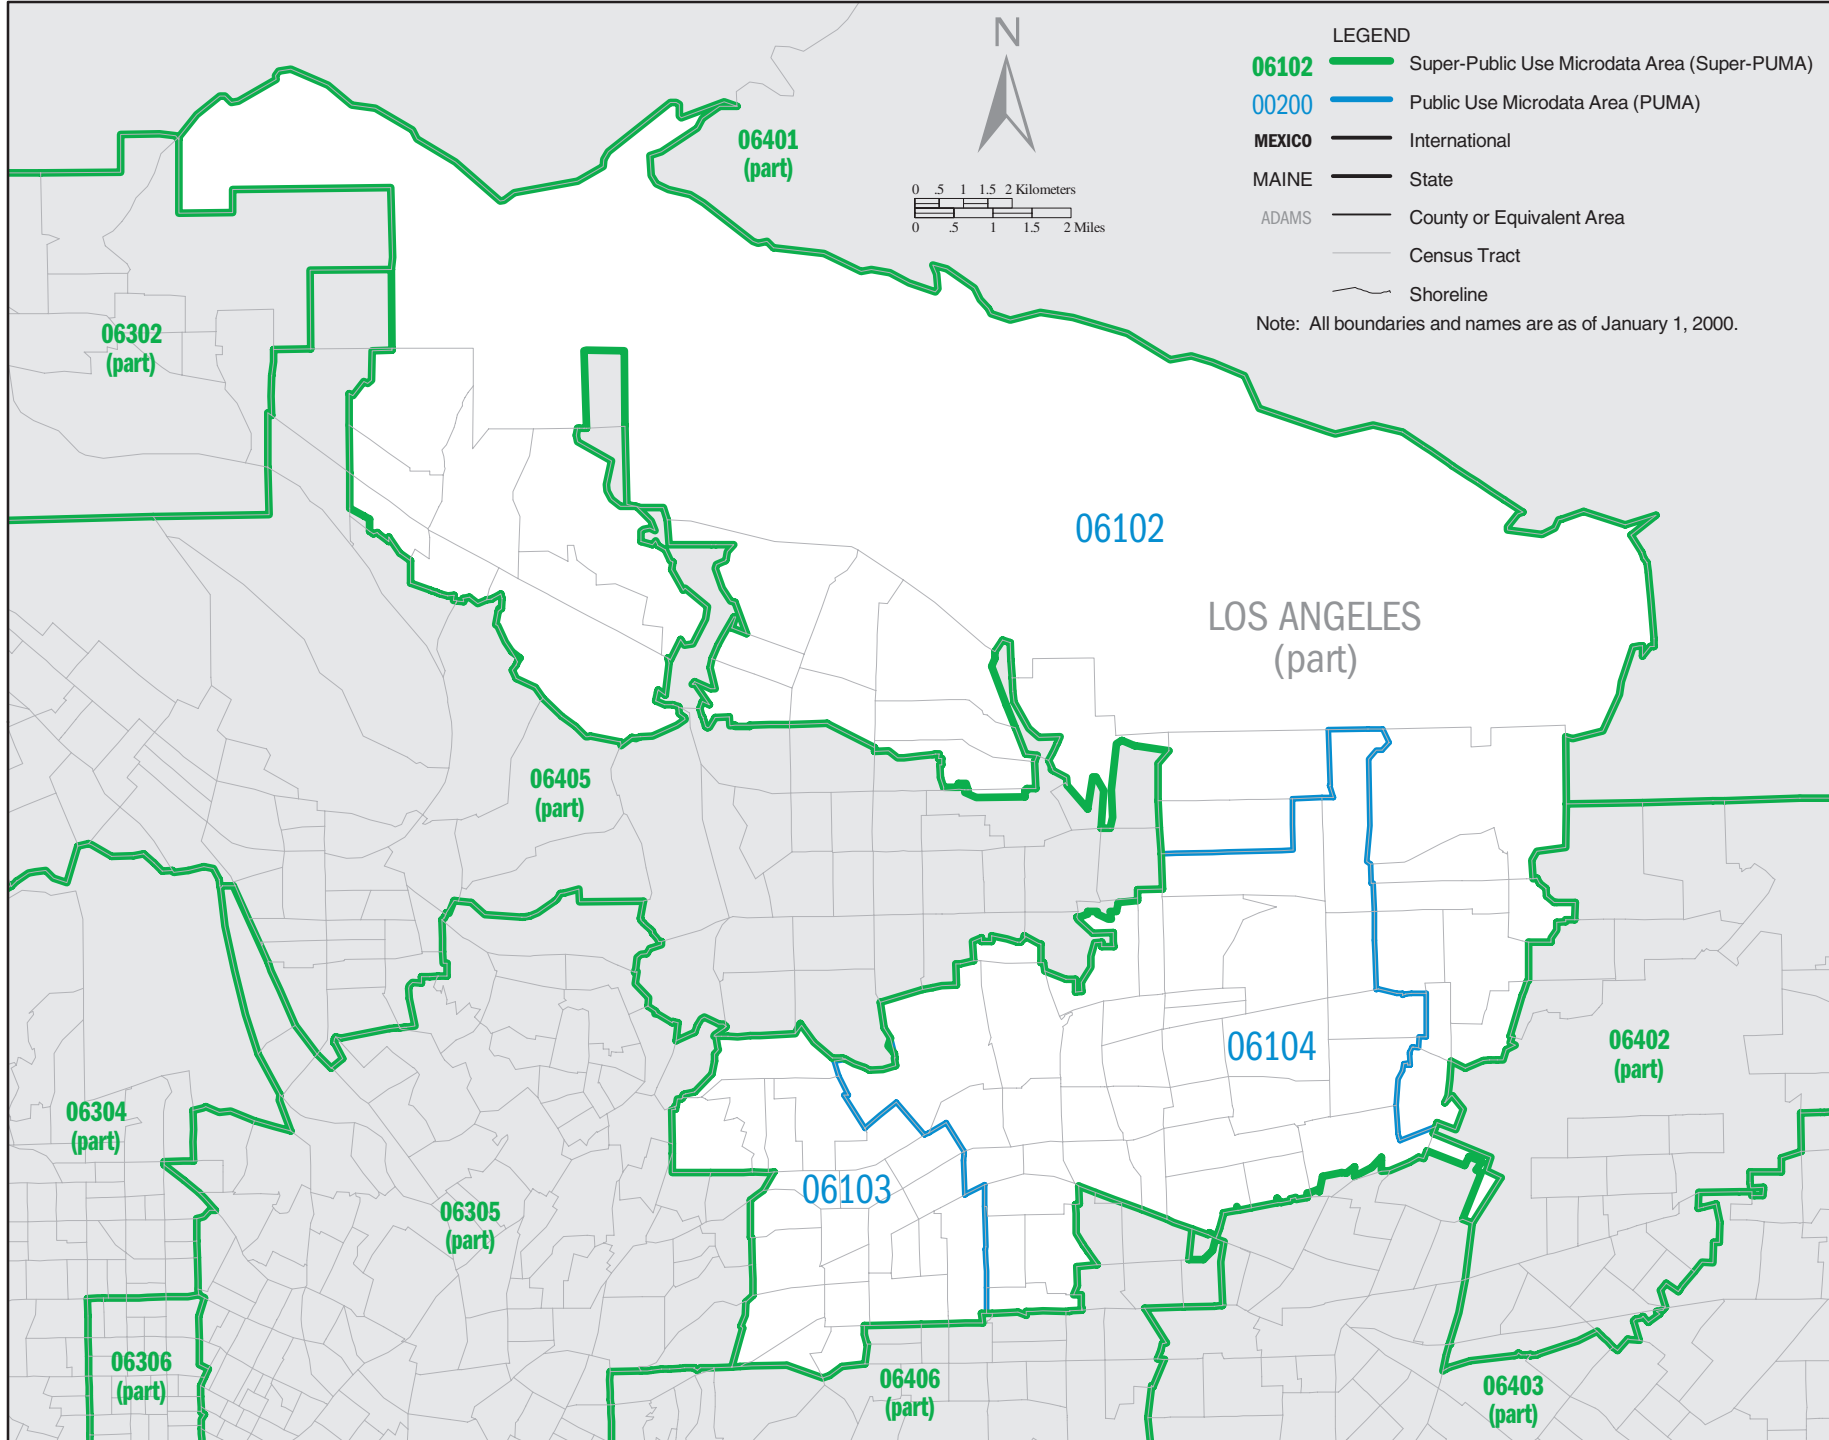 N
LEGEND
06102 Super-Public Use Microdata Area (Super-PUMA)
00200 Public Use Microdata Area (PUMA)
MEXICO International
MAINE State
ADAMS County or Equivalent Area
Census Tract
Shoreline
Note: All boundaries and names are as of January 1, 2000.
0 .5 1 1.5 2 Kilometers
0 .5 1 1.5 2 Miles
06401
(part)
06302
(part)
06102
LOS ANGELES
(part)
06405
(part)
06104
06402
(part)
06304
(part)
06103
06305
(part)
06306
(part)
06406
(part)
06403
(part)